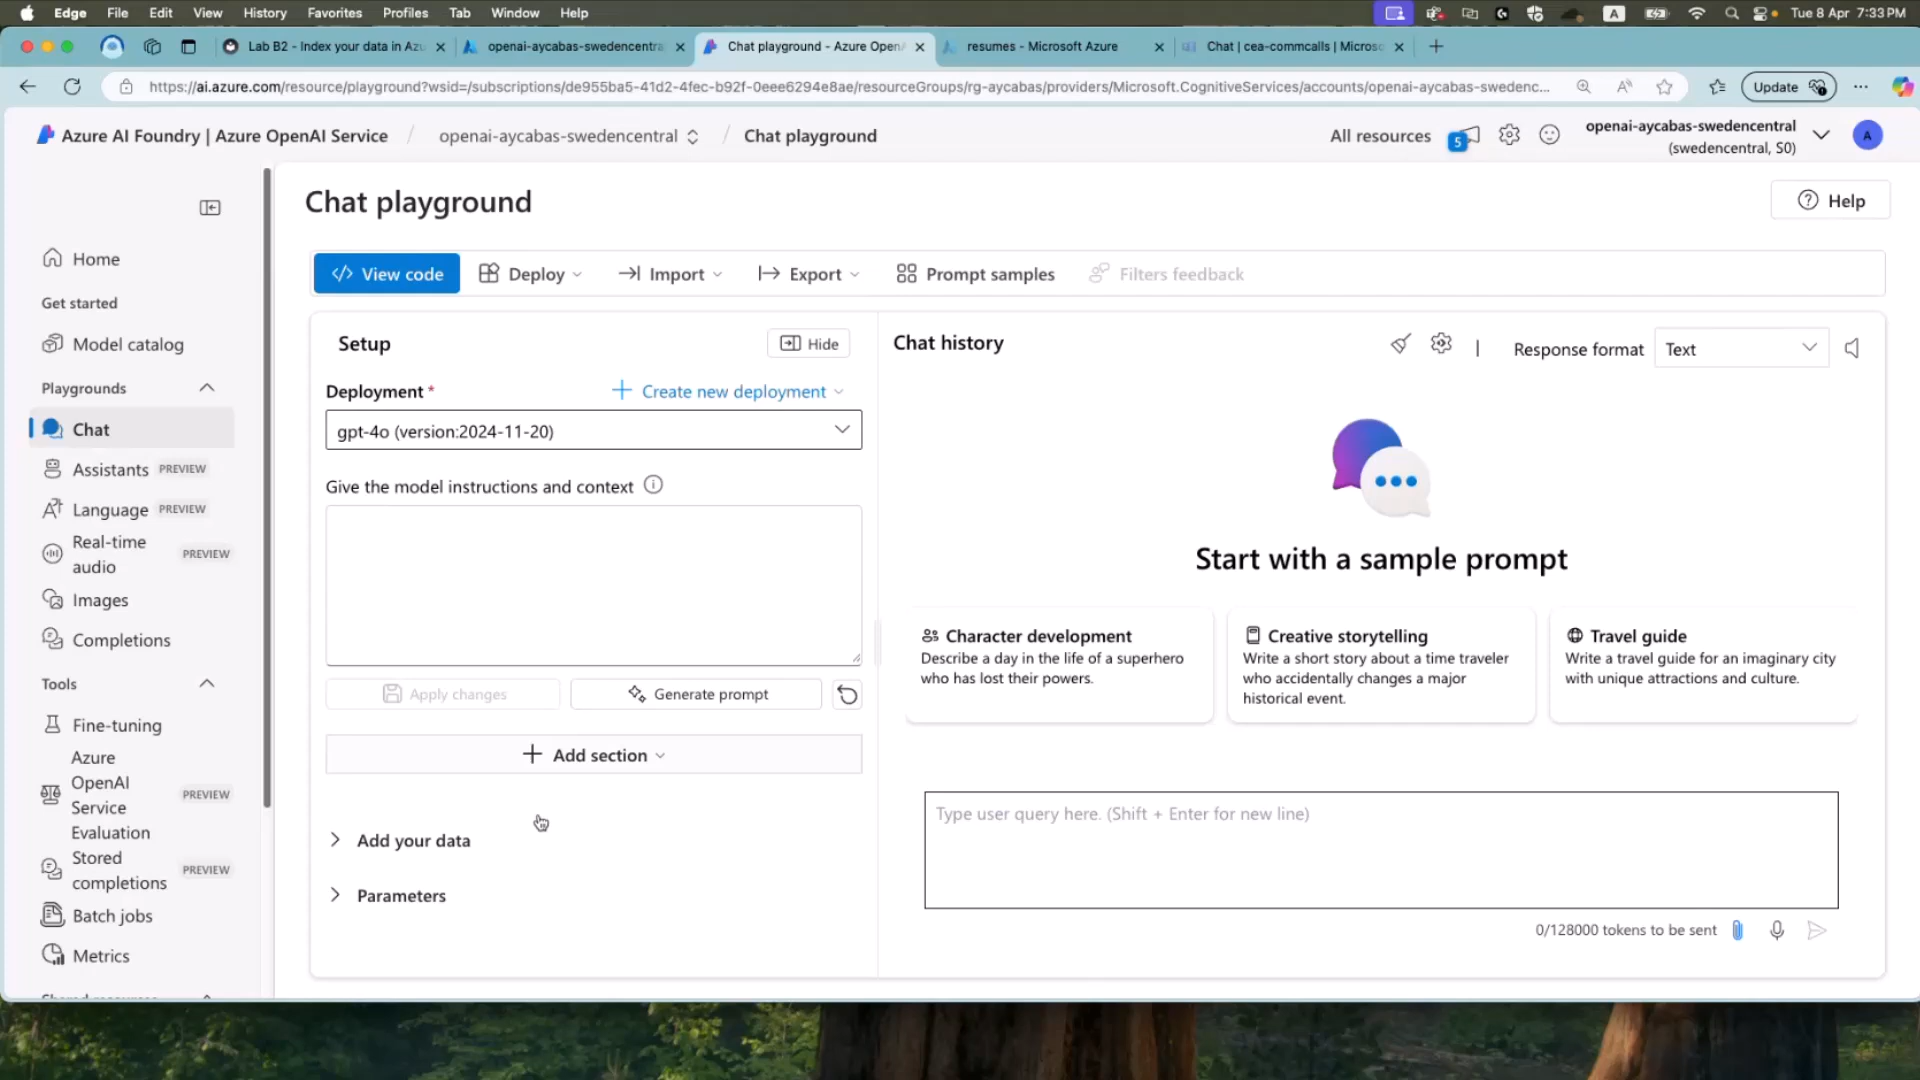 Edge File Edit View History Favorites Profiles Tab Window Help
A
Tue 8 Apr 7:33 PM
Lab B2 - Index your data in Azu
openai-aycabas-swedencentra
Chat playground - Azure OpenA
resumes - Microsoft Azure
Chat | cea-commcalls | Microso
https://ai.azure.com/resource/playground?wsid=/subscriptions/de955ba5-41d2-4fec-b92f-0eee6294e8ae/resourceGroups/rg-aycabas/providers/Microsoft.CognitiveServices/accounts/openai-aycabas-swedenc...
Update
Azure AI Foundry | Azure OpenAI Service / openai-aycabas-swedencentral / Chat playground
All resources
5
openai-aycabas-swedencentral
(swedencentral, S0)
A
Home
Get started
Model catalog
Playgrounds
Chat
Assistants PREVIEW
Language PREVIEW
Real-time audio PREVIEW
Images
Completions
Tools
Fine-tuning
Azure OpenAI Service Evaluation PREVIEW
Stored completions PREVIEW
Batch jobs
Metrics
Chat playground
Help
</> View code
Deploy
Import
Export
Prompt samples
Filters feedback
Setup
Hide
Deployment *
Create new deployment
gpt-4o (version:2024-11-20)
Give the model instructions and context
Apply changes
Generate prompt
Add section
Add your data
Parameters
Chat history
|
Response format
Text
Start with a sample prompt
Character development
Describe a day in the life of a superhero
who has lost their powers.
Creative storytelling
Write a short story about a time traveler
who accidentally changes a major
historical event.
Travel guide
Write a travel guide for an imaginary city
with unique attractions and culture.
Type user query here. (Shift + Enter for new line)
0/128000 tokens to be sent